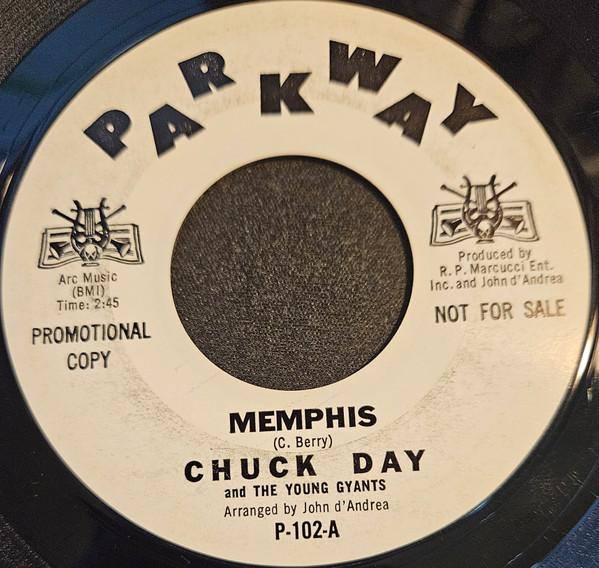 PARKWAY
Arc Music
(BMI)
Time: 2:45
PROMOTIONAL
COPY
Produced by
R. P. Marcucci Ent.
Inc. and John d'Andrea
NOT FOR SALE
MEMPHIS
(C. Berry)
CHUCK DAY
and THE YOUNG GYANTS
Arranged by John d'Andrea
P-102-A